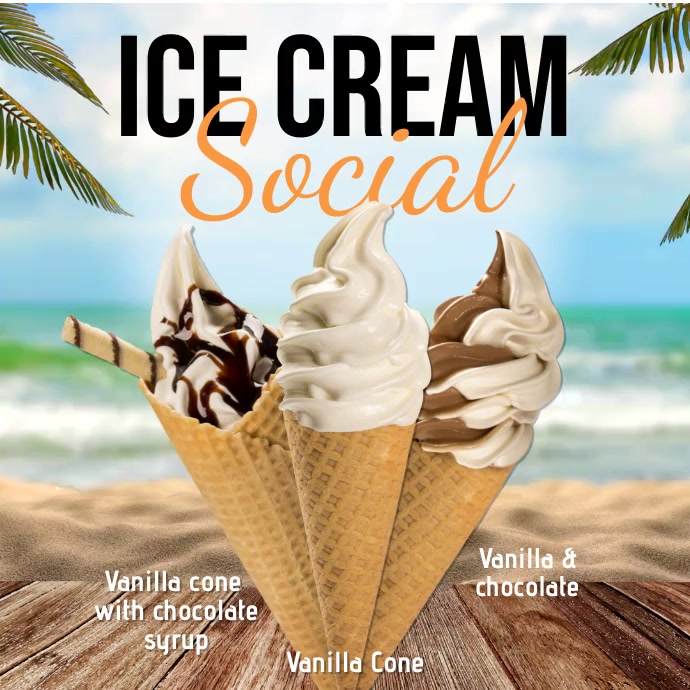 ICE CREAM
Social
Vanilla &
chocolate
Vanilla cone
with chocolate
syrup
Vanilla Cone